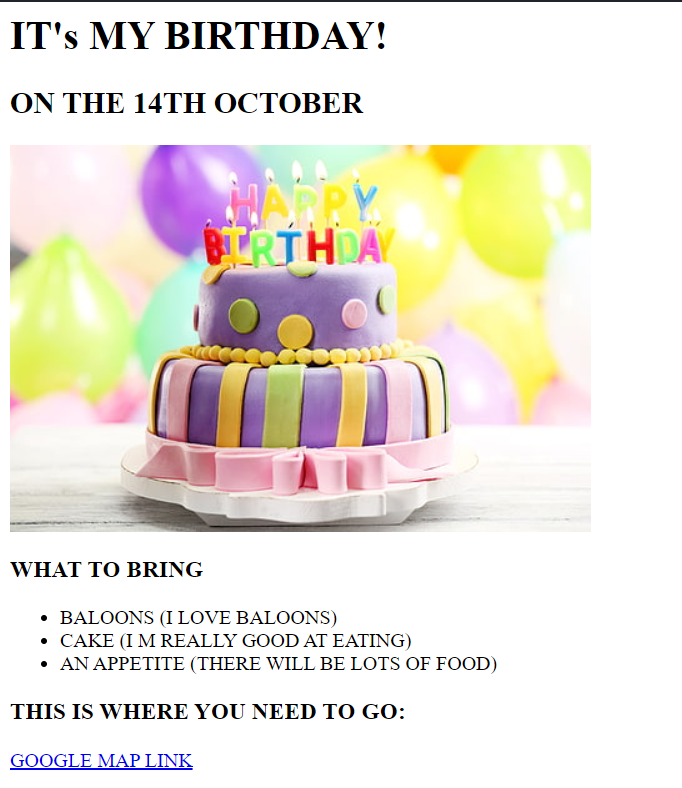 IT's MY BIRTHDAY!
ON THE 14TH OCTOBER
HAPPY
BIRTHDAY
WHAT TO BRING
BALOONS (I LOVE BALOONS)
CAKE (I M REALLY GOOD AT EATING)
AN APPETITE (THERE WILL BE LOTS OF FOOD)
THIS IS WHERE YOU NEED TO GO:
GOOGLE MAP LINK